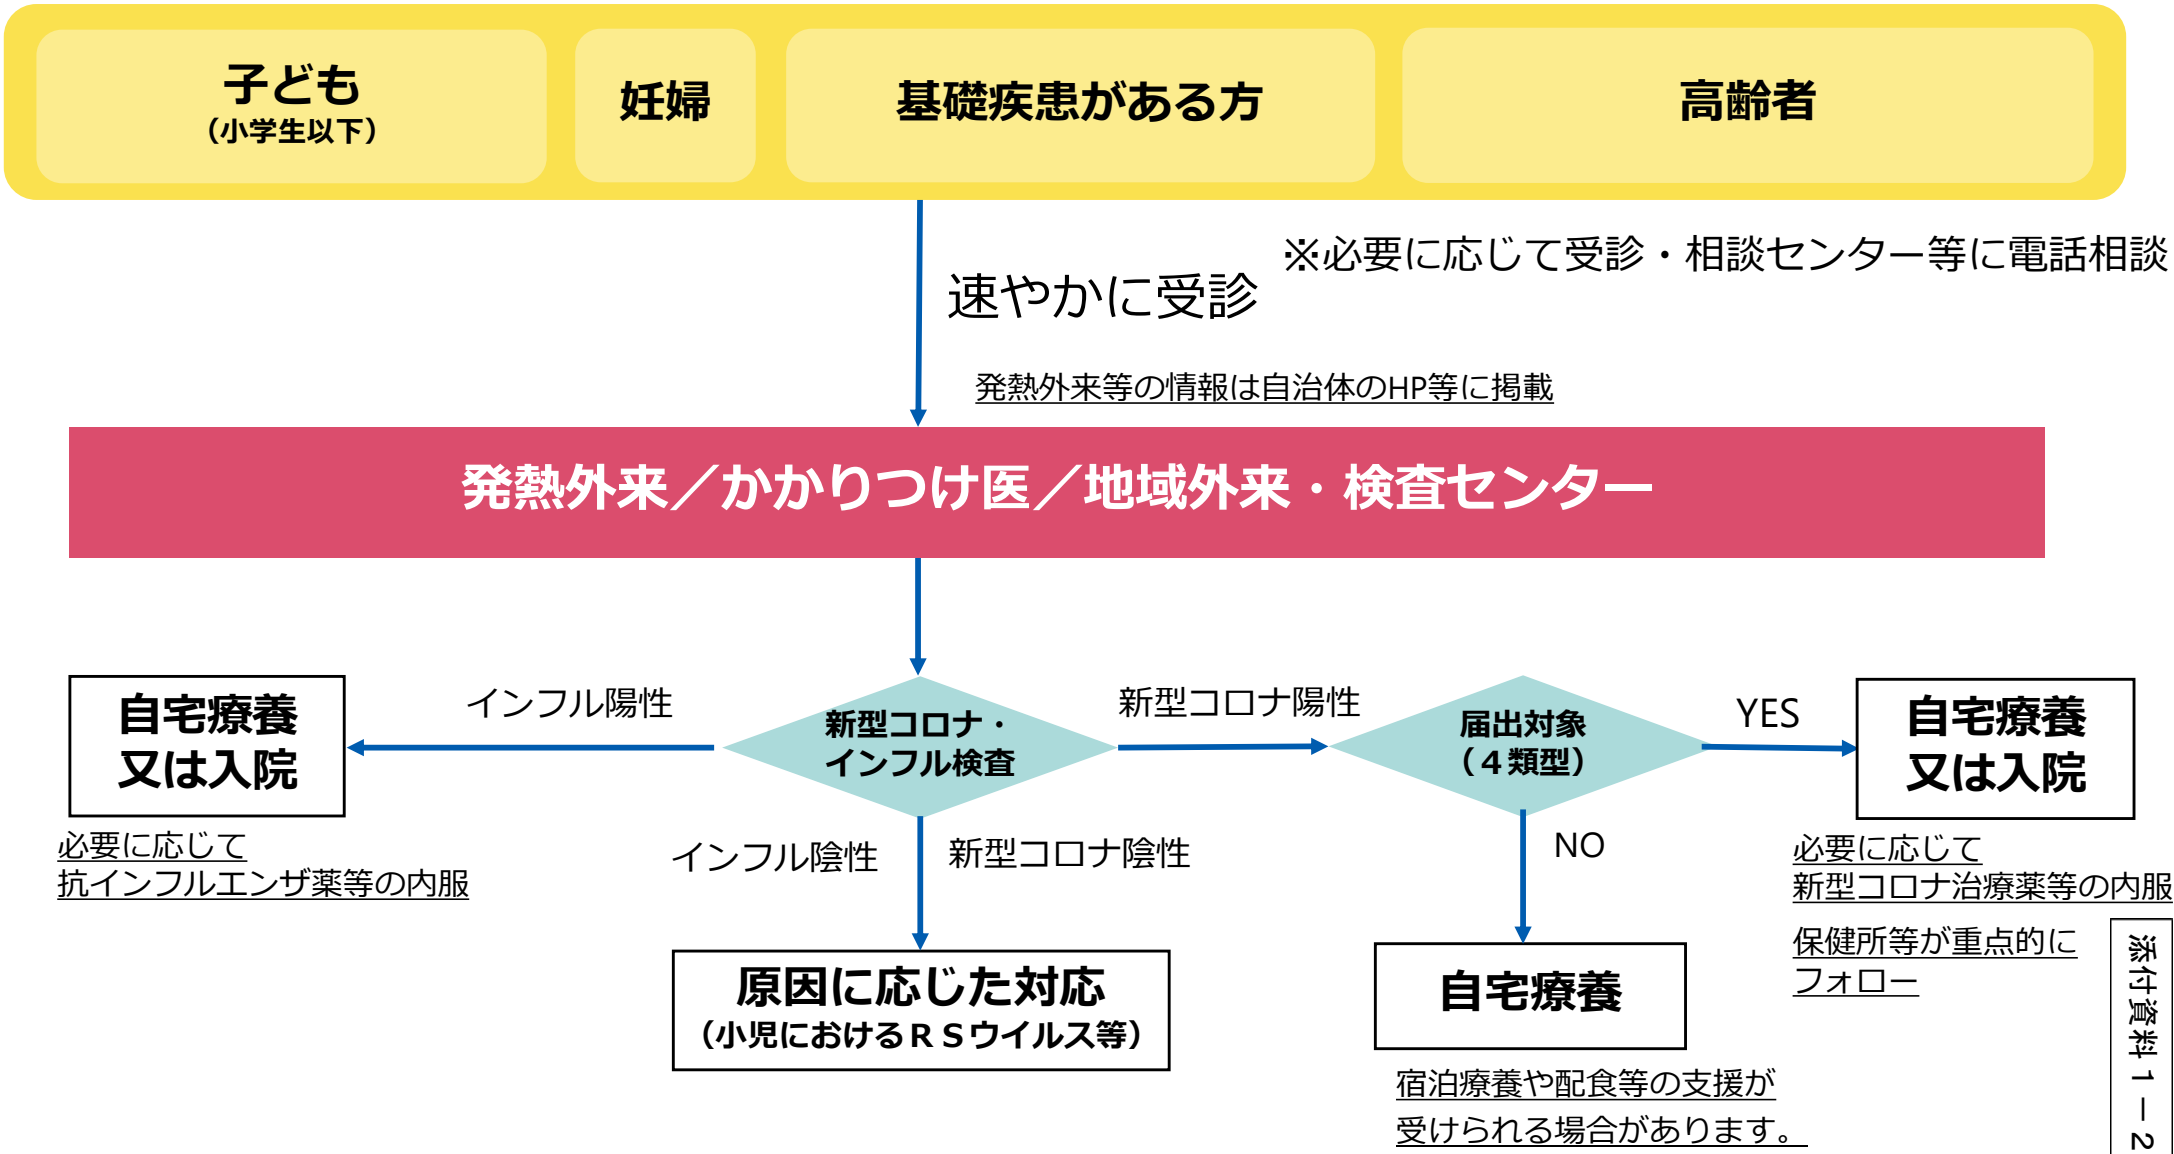 子ども
（小学生以下）
妊婦
基礎疾患がある方
高齢者
※必要に応じて受診・相談センター等に電話相談
速やかに受診
発熱外来等の情報は自治体のHP等に掲載
発熱外来／かかりつけ医／地域外来・検査センター
自宅療養
又は入院
インフル陽性
新型コロナ・
インフル検査
新型コロナ陽性
届出対象
（４類型）
YES
自宅療養
又は入院
必要に応じて
抗インフルエンザ薬等の内服
インフル陰性
新型コロナ陰性
NO
必要に応じて
新型コロナ治療薬等の内服
保健所等が重点的に
フォロー
原因に応じた対応
（小児におけるＲＳウイルス等）
自宅療養
宿泊療養や配食等の支援が
受けられる場合があります。
添付資料１－２